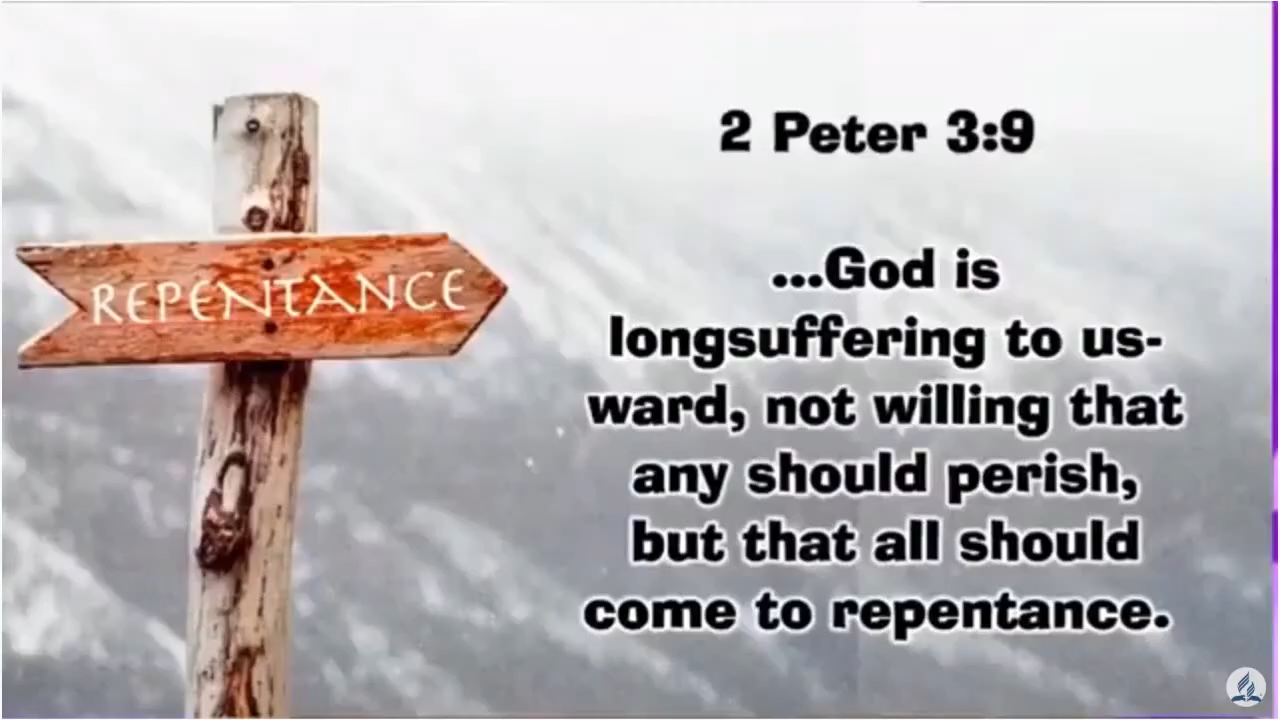 REPENTANCE
2 Peter 3:9
...God is
longsuffering to us-
ward, not willing that
any should perish,
but that all should
come to repentance.